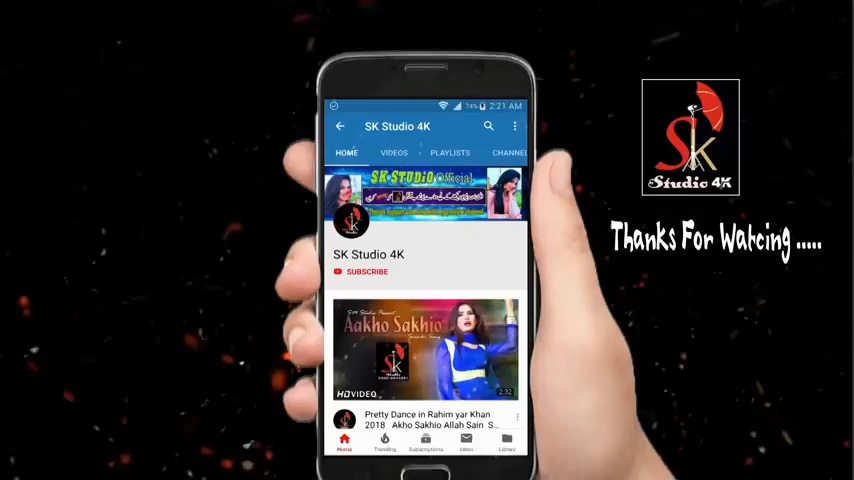 74% 2:21 AM
SK Studio 4K
HOME VIDEOS PLAYLISTS CHANNEL
SK STUDiO Official
SK Studio 4K
SUBSCRIBE
Aakho Sakhio
SK
HD VIDEO
2:32
Pretty Dance in Rahim yar Khan
2018 Akho Sakhio Allah Sain S...
Home Trending Subscriptions Inbox Library
SK
Studio 4K
Thanks For Watcing .....